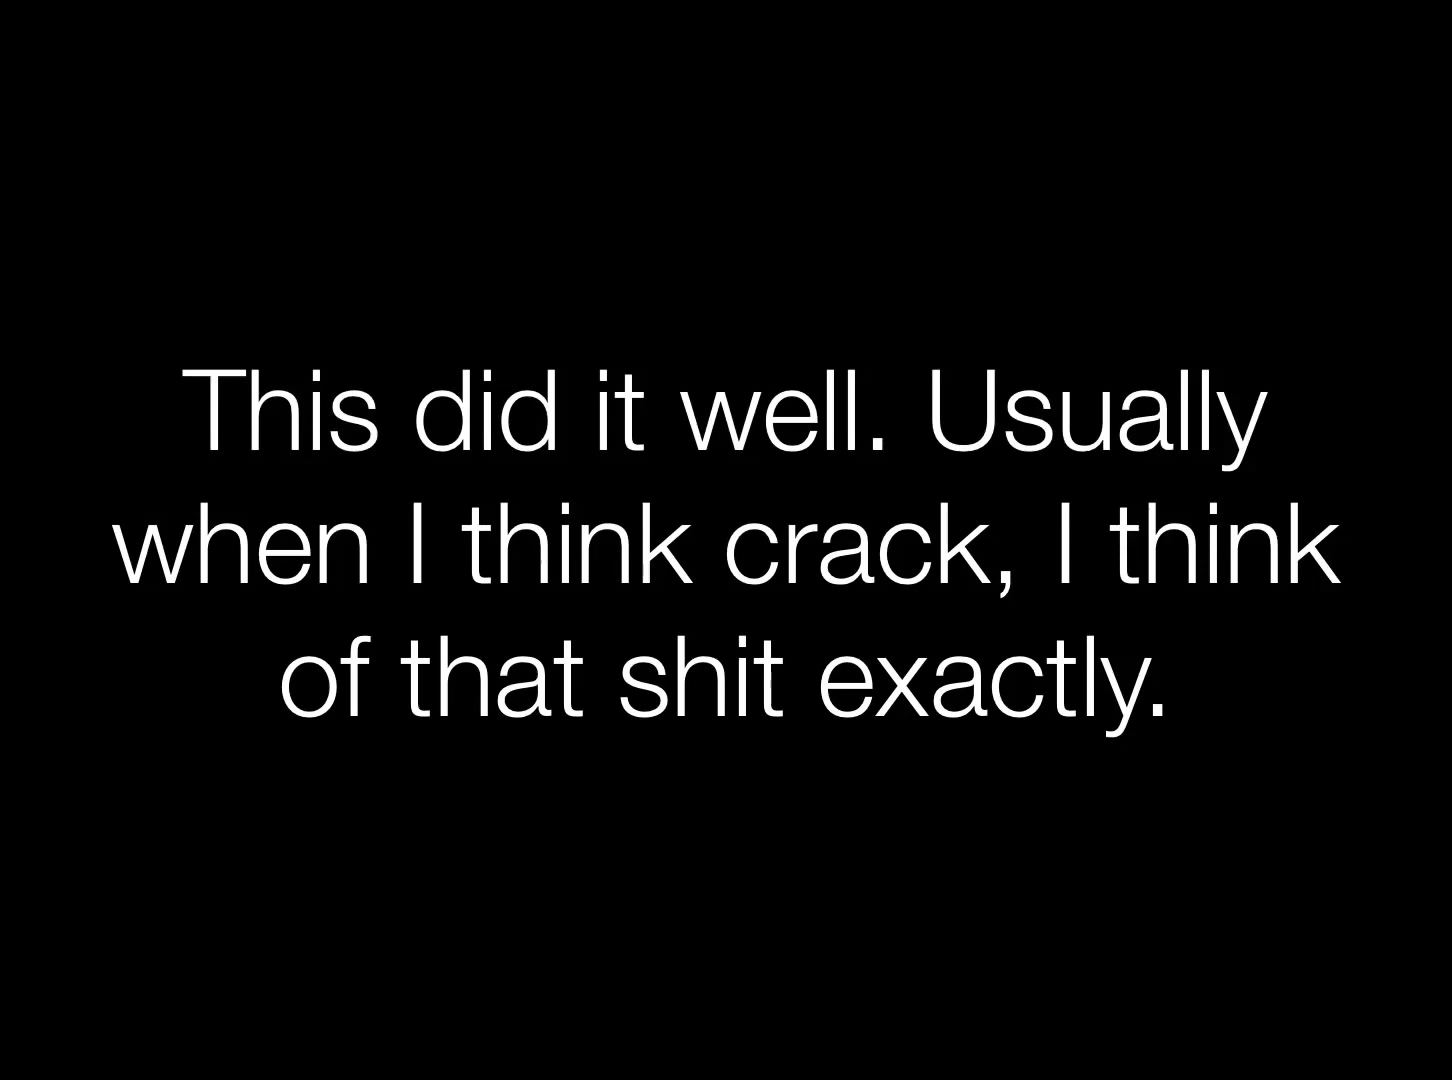 This did it well. Usually
when I think crack, I think
of that shit exactly.